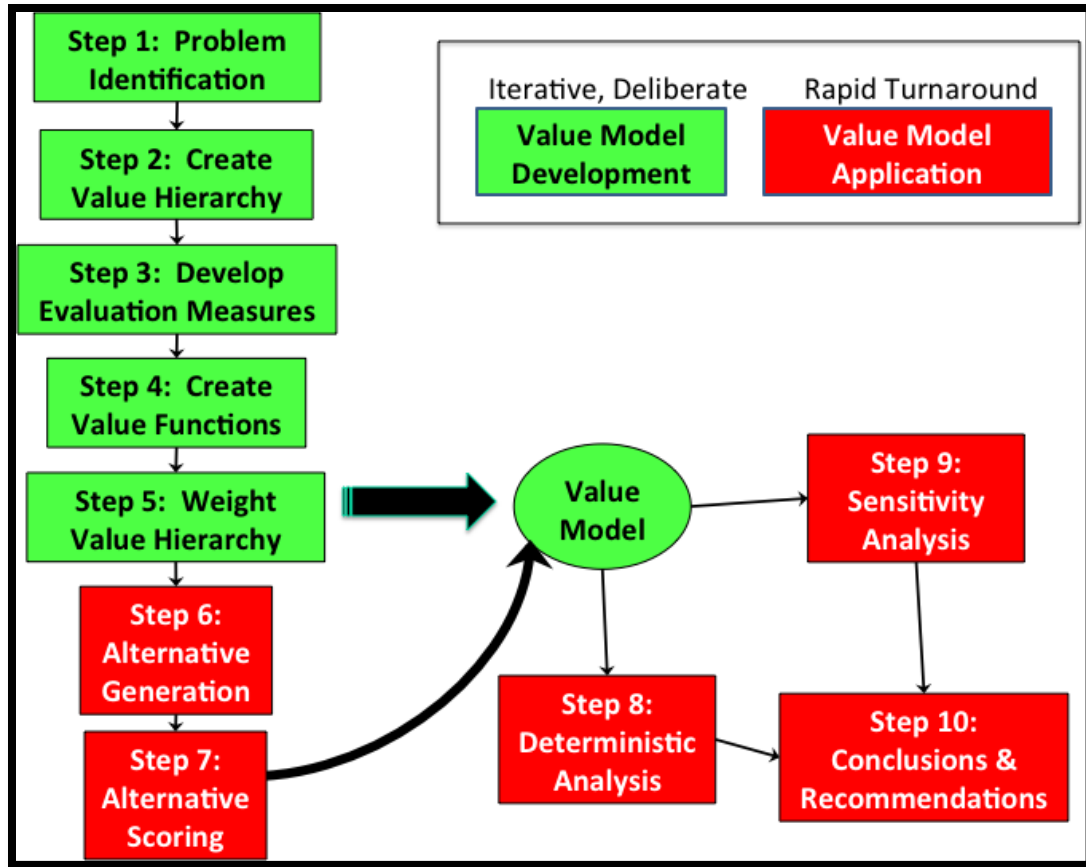 Step 1: Problem
Identification
Iterative, Deliberate
Rapid Turnaround
Value Model
Development
Value Model
Application
Step 2: Create
Value Hierarchy
Step 3: Develop
Evaluation Measures
Step 4: Create
Value Functions
Step 5: Weight
Value Hierarchy
Value
Model
Step 9:
Sensitivity
Analysis
Step 6:
Alternative
Generation
Step 7:
Alternative
Scoring
Step 8:
Deterministic
Analysis
Step 10:
Conclusions &
Recommendations